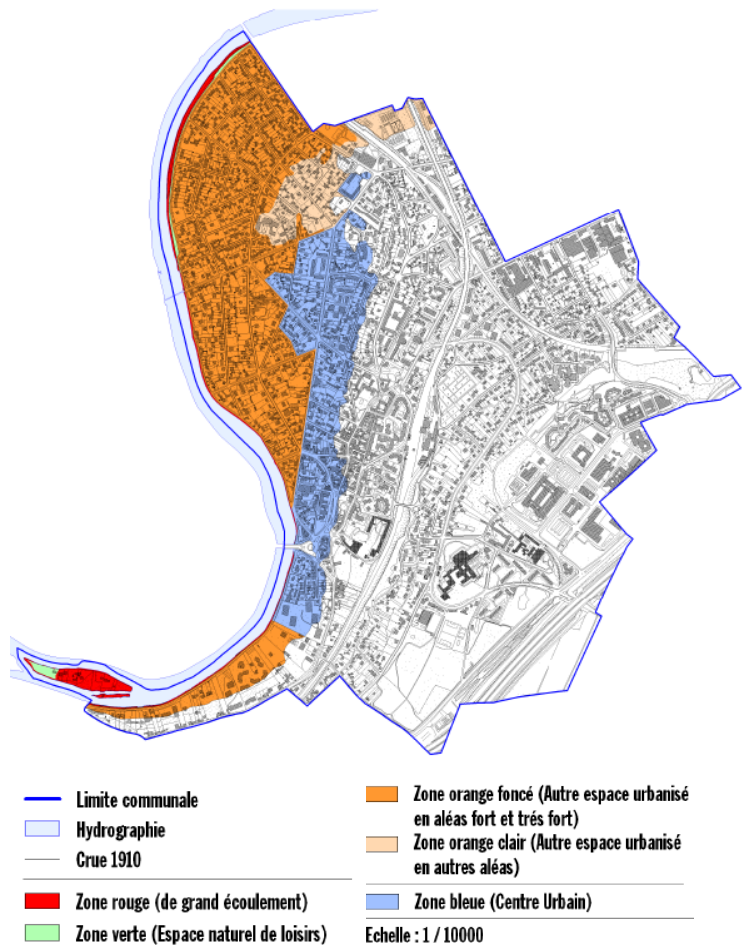 Limite communale
Hydrographie
Crue 1910
Zone rouge (de grand écoulement)
Zone verte (Espace naturel de loisirs)
Zone orange foncé (Autre espace urbanisé
en aléas fort et trés fort)
Zone orange clair (Autre espace urbanisé
en autres aléas)
Zone bleue (Centre Urbain)
Echelle : 1 / 10000